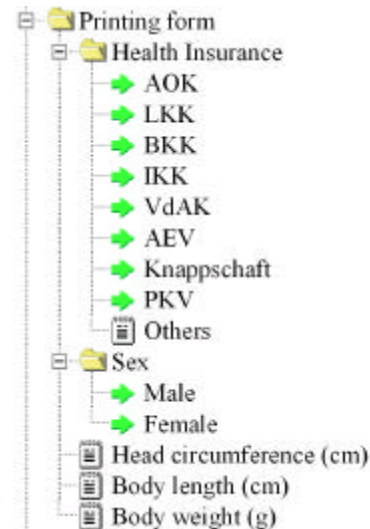 Printing form
Health Insurance
AOK
LKK
BKK
IKK
VdAK
AEV
Knappschaft
PKV
Others
Sex
Male
Female
Head circumference (cm)
Body length (cm)
Body weight (g)